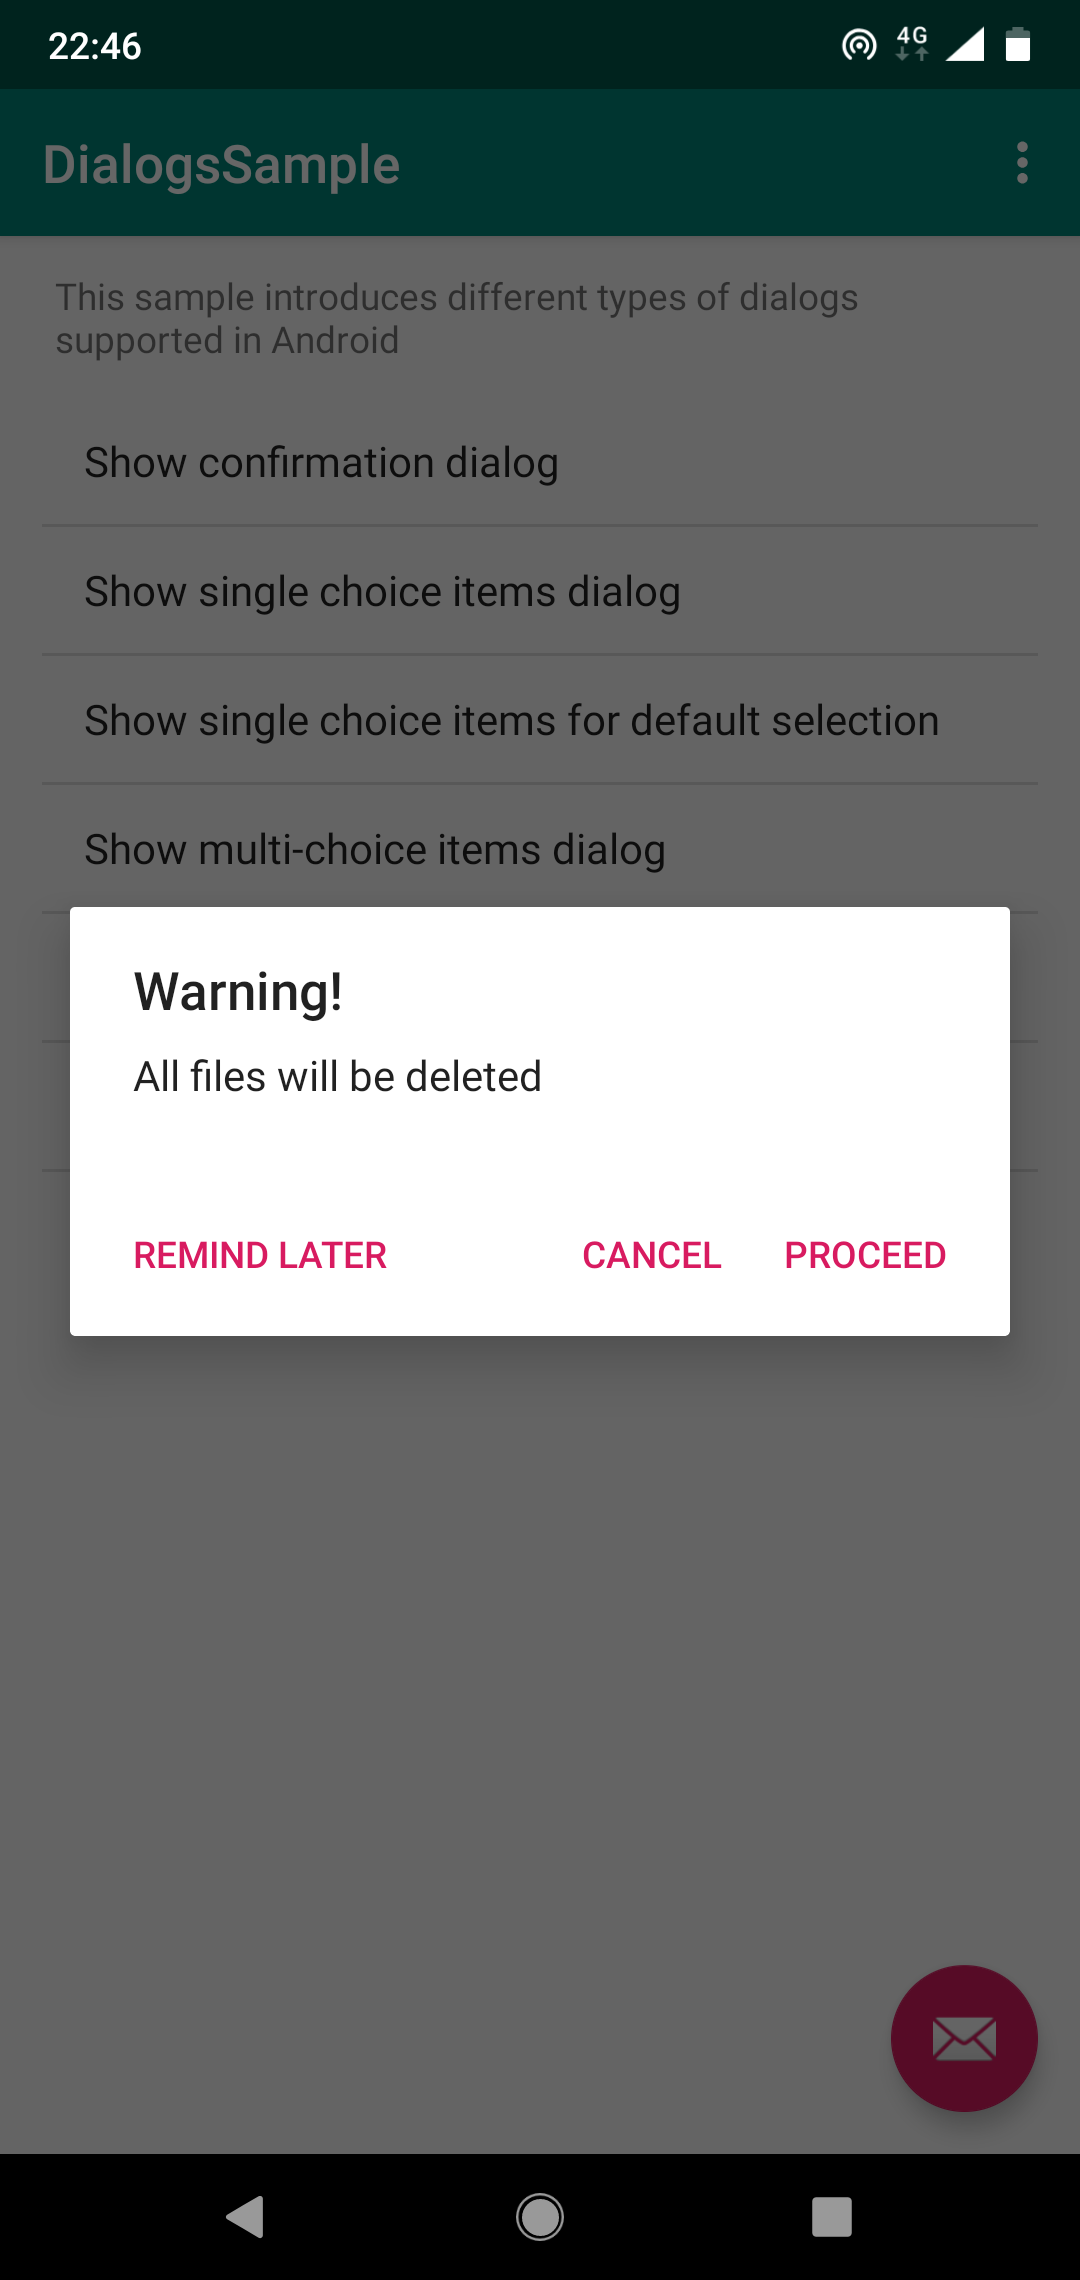 22:46
4G
DialogsSample
This sample introduces different types of dialogs
supported in Android
Show confirmation dialog
Show single choice items dialog
Show single choice items for default selection
Show multi-choice items dialog
Warning!
All files will be deleted
REMIND LATER CANCEL PROCEED